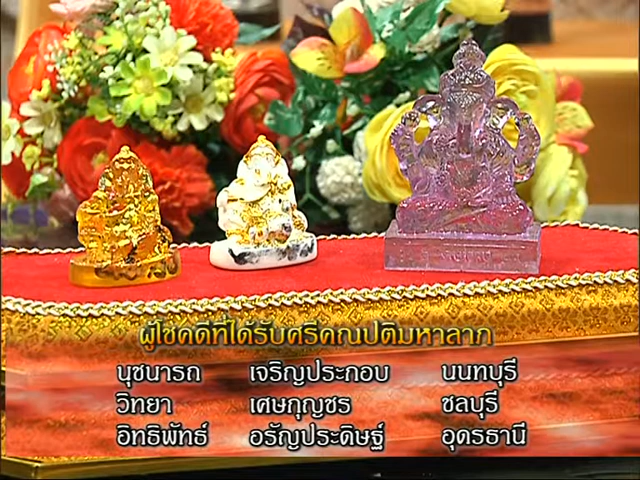 ผู้โชคดีที่ได้รับศรีคณปติมหาลาภ
นุชนารถ เจริญประกอบ นนทบุรี
วิทยา เศษกุญชร ชลบุรี
อิทธิพัทธ์ อรัญประดิษฐ์ อุดรธานี